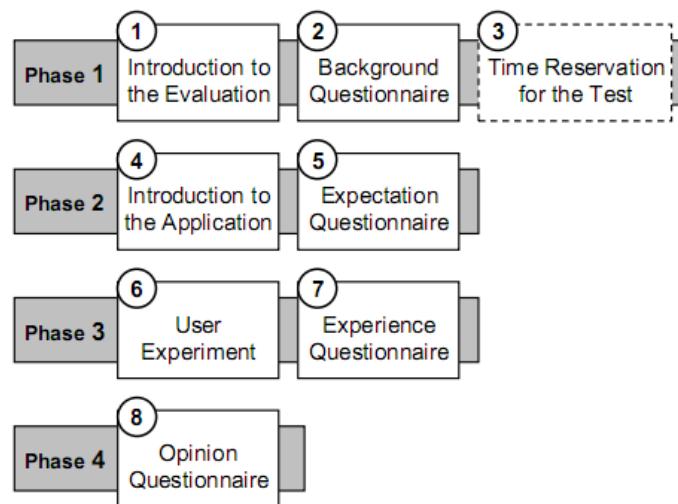 1
2
3
Phase 1
Introduction to
the Evaluation
Background
Questionnaire
Time Reservation
for the Test
4
5
Phase 2
Introduction to
the Application
Expectation
Questionnaire
6
7
Phase 3
User
Experiment
Experience
Questionnaire
8
Phase 4
Opinion
Questionnaire